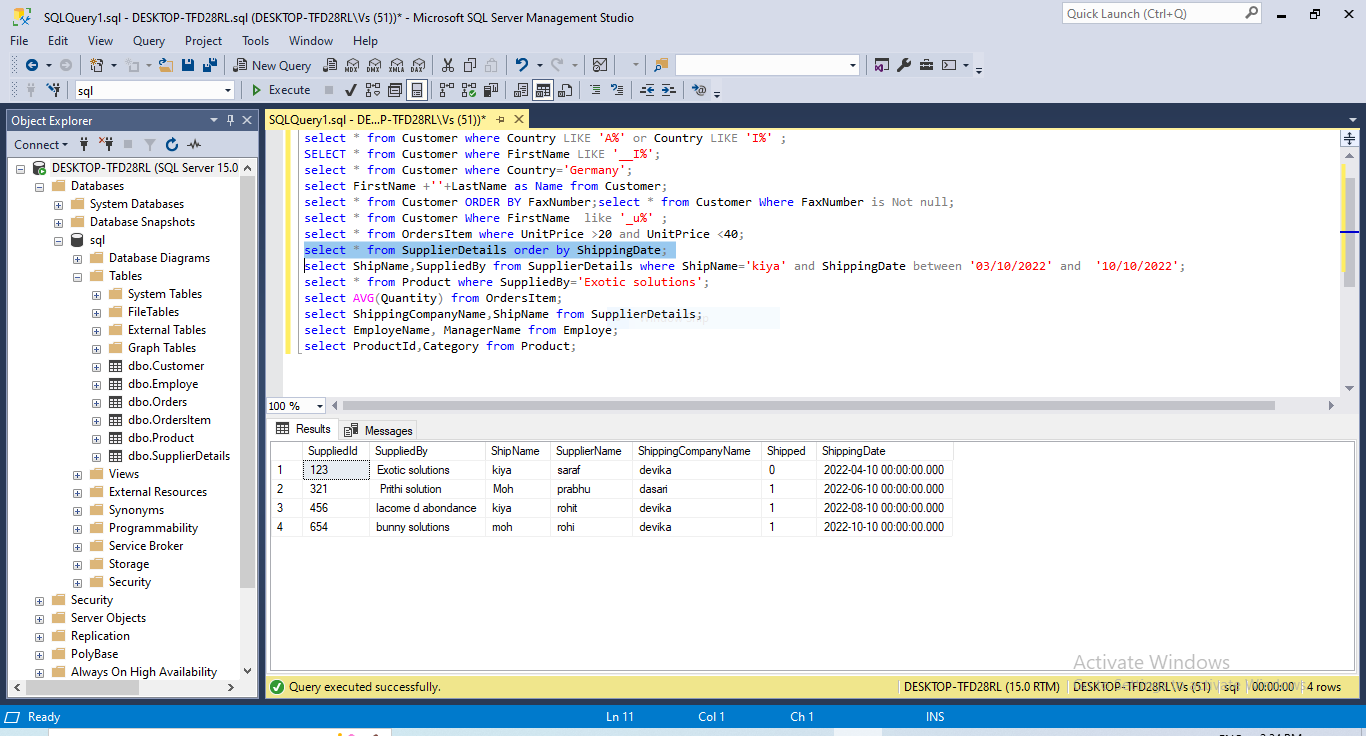 SQLQuery1.sql - DESKTOP-TFD28RL.sql (DESKTOP-TFD28RL\Vs (51))* - Microsoft SQL Server Management Studio
Quick Launch (Ctrl+Q)
File Edit View Query Project Tools Window Help
New Query MDX DMX XMLA DAX
sql Execute
Object Explorer
Connect
DESKTOP-TFD28RL (SQL Server 15.0
Databases
System Databases
Database Snapshots
sql
Database Diagrams
Tables
System Tables
FileTables
External Tables
Graph Tables
dbo.Customer
dbo.Employe
dbo.Orders
dbo.OrdersItem
dbo.Product
dbo.SupplierDetails
Views
External Resources
Synonyms
Programmability
Service Broker
Storage
Security
Security
Server Objects
Replication
PolyBase
Always On High Availability
SQLQuery1.sql - DE...P-TFD28RL\Vs (51))*
select * from Customer where Country LIKE 'A%' or Country LIKE 'I%' ;
SELECT * from Customer where FirstName LIKE '__I%';
select * from Customer where Country='Germany';
select FirstName +''+LastName as Name from Customer;
select * from Customer ORDER BY FaxNumber;select * from Customer Where FaxNumber is Not null;
select * from Customer Where FirstName  like '_u%' ;
select * from OrdersItem where UnitPrice >20 and UnitPrice <40;
select * from SupplierDetails order by ShippingDate;
select ShipName,SuppliedBy from SupplierDetails where ShipName='kiya' and ShippingDate between '03/10/2022' and  '10/10/2022';
select * from Product where SuppliedBy='Exotic solutions';
select AVG(Quantity) from OrdersItem;
select ShippingCompanyName,ShipName from SupplierDetails;
select EmployeName, ManagerName from Employe;
select ProductId,Category from Product;
100 %
Results Messages
SuppliedId SuppliedBy ShipName SupplierName ShippingCompanyName Shipped ShippingDate
1 123 Exotic solutions kiya saraf devika 0 2022-04-10 00:00:00.000
2 321 Prithi solution Moh prabhu dasari 1 2022-06-10 00:00:00.000
3 456 lacome d abondance kiya rohit devika 1 2022-08-10 00:00:00.000
4 654 bunny solutions moh rohi devika 1 2022-10-10 00:00:00.000
Activate Windows
Query executed successfully. DESKTOP-TFD28RL (15.0 RTM) DESKTOP-TFD28RL\Vs (51) sql 00:00:00 4 rows
Ready Ln 11 Col 1 Ch 1 INS